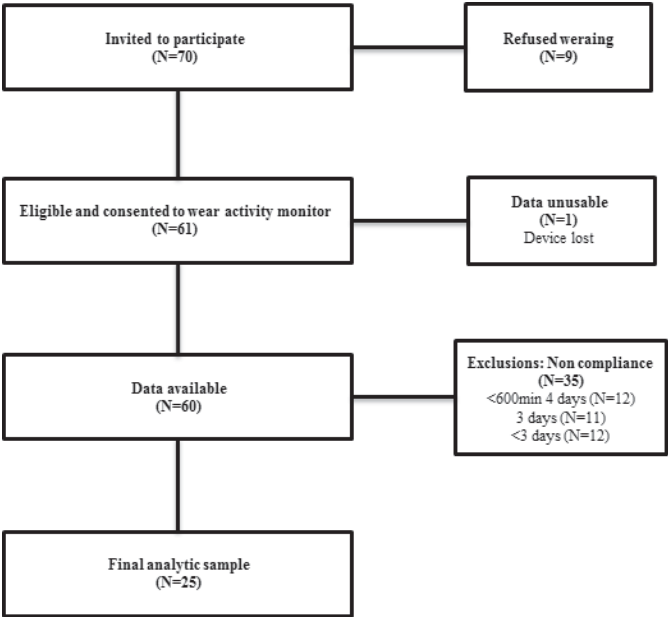 Invited to participate
(N=70)
Refused weraing
(N=9)
Eligible and consented to wear activity monitor
(N=61)
Data unusable
(N=1)
Device lost
Data available
(N=60)
Exclusions: Non compliance
(N=35)
<600min 4 days (N=12)
3 days (N=11)
<3 days (N=12)
Final analytic sample
(N=25)